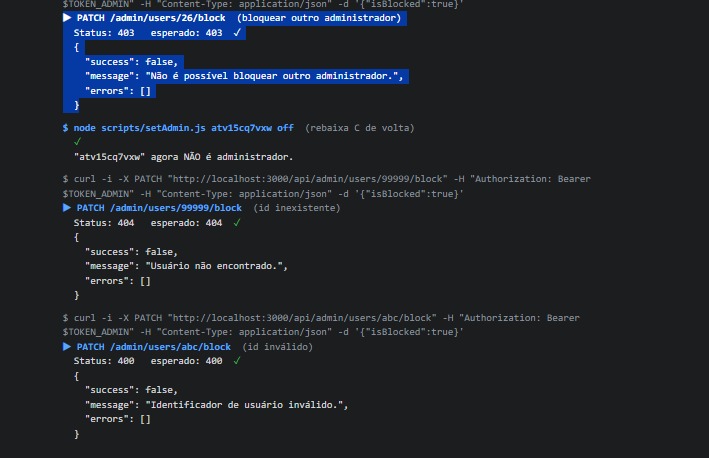 $TOKEN_ADMIN" -H "Content-Type: application/json" -d '{"isBlocked":true}'
▶ PATCH /admin/users/26/block (bloquear outro administrador)
Status: 403 esperado: 403 ✓
{
"success": false,
"message": "Não é possível bloquear outro administrador.",
"errors": []
}
$ node scripts/setAdmin.js atv15cq7vxw off (rebaixa C de volta)
✓
"atv15cq7vxw" agora NÃO é administrador.
$ curl -i -X PATCH "http://localhost:3000/api/admin/users/99999/block" -H "Authorization: Bearer
$TOKEN_ADMIN" -H "Content-Type: application/json" -d '{"isBlocked":true}'
▶ PATCH /admin/users/99999/block (id inexistente)
Status: 404 esperado: 404 ✓
{
"success": false,
"message": "Usuário não encontrado.",
"errors": []
}
$ curl -i -X PATCH "http://localhost:3000/api/admin/users/abc/block" -H "Authorization: Bearer
$TOKEN_ADMIN" -H "Content-Type: application/json" -d '{"isBlocked":true}'
▶ PATCH /admin/users/abc/block (id inválido)
Status: 400 esperado: 400 ✓
{
"success": false,
"message": "Identificador de usuário inválido.",
"errors": []
}